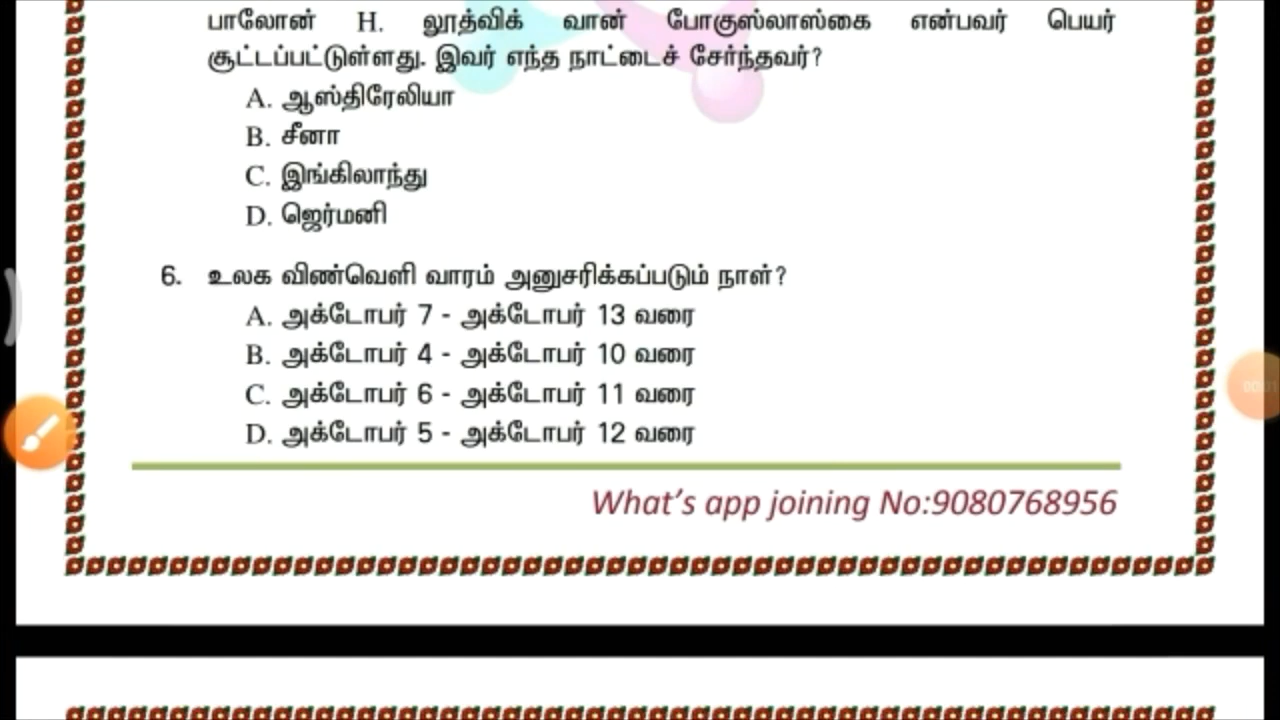 பாலோன் H. லூத்விக் வான் போகுஸ்லாஸ்கை என்பவர் பெயர்
சூட்டப்பட்டுள்ளது. இவர் எந்த நாட்டைச் சேர்ந்தவர்?
A. ஆஸ்திரேலியா
B. சீனா
C. இங்கிலாந்து
D. ஜெர்மனி
6. உலக விண்வெளி வாரம் அனுசரிக்கப்படும் நாள்?
A. அக்டோபர் 7 - அக்டோபர் 13 வரை
B. அக்டோபர் 4 - அக்டோபர் 10 வரை
C. அக்டோபர் 6 - அக்டோபர் 11 வரை
D. அக்டோபர் 5 - அக்டோபர் 12 வரை
What's app joining No:9080768956